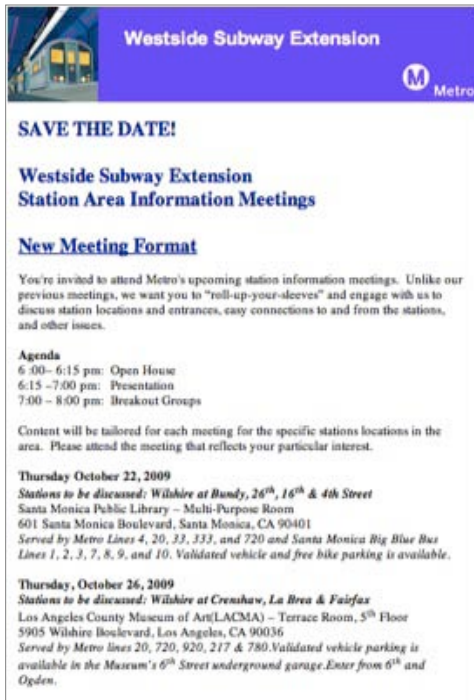 Westside Subway Extension
M Metro
SAVE THE DATE!
Westside Subway Extension
Station Area Information Meetings
New Meeting Format
You're invited to attend Metro's upcoming station information meetings. Unlike our
previous meetings, we want you to "roll-up-your-sleeves" and engage with us to
discuss station locations and entrances, easy connections to and from the stations,
and other issues.
Agenda
6 :00– 6:15 pm: Open House
6:15 –7:00 pm: Presentation
7:00 – 8:00 pm: Breakout Groups
Content will be tailored for each meeting for the specific stations locations in the
area. Please attend the meeting that reflects your particular interest.
Thursday October 22, 2009
Stations to be discussed: Wilshire at Bundy, 26th, 16th & 4th Street
Santa Monica Public Library – Multi-Purpose Room
601 Santa Monica Boulevard, Santa Monica, CA 90401
Served by Metro Lines 4, 20, 33, 333, and 720 and Santa Monica Big Blue Bus
Lines 1, 2, 3, 7, 8, 9, and 10. Validated vehicle and free bike parking is available.
Thursday, October 26, 2009
Stations to be discussed: Wilshire at Crenshaw, La Brea & Fairfax
Los Angeles County Museum of Art(LACMA) – Terrace Room, 5th Floor
5905 Wilshire Boulevard, Los Angeles, CA 90036
Served by Metro lines 20, 720, 920, 217 & 780.Validated vehicle parking is
available in the Museum's 6th Street underground garage.Enter from 6th and
Ogden.